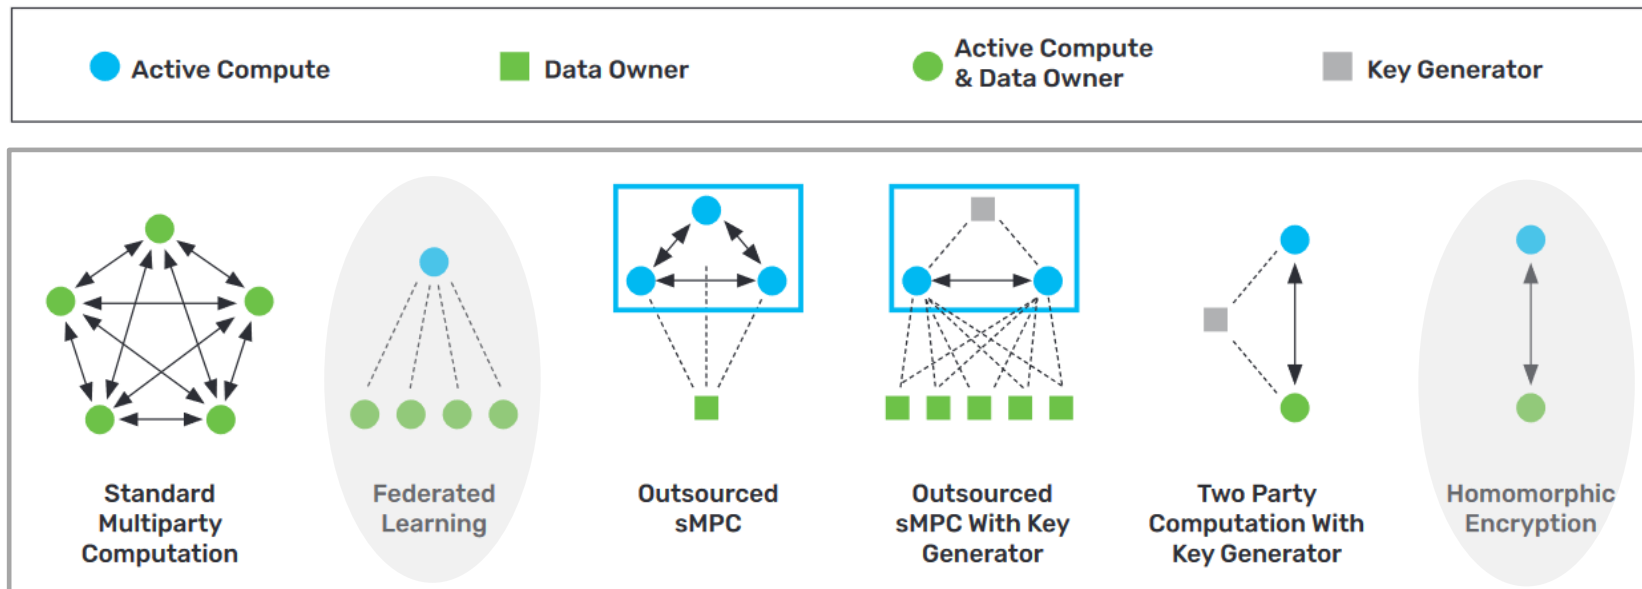 Active Compute
Data Owner
Active Compute
& Data Owner
Key Generator
Standard
Multiparty
Computation
Federated
Learning
Outsourced
sMPC
Outsourced
sMPC With Key
Generator
Two Party
Computation With
Key Generator
Homomorphic
Encryption